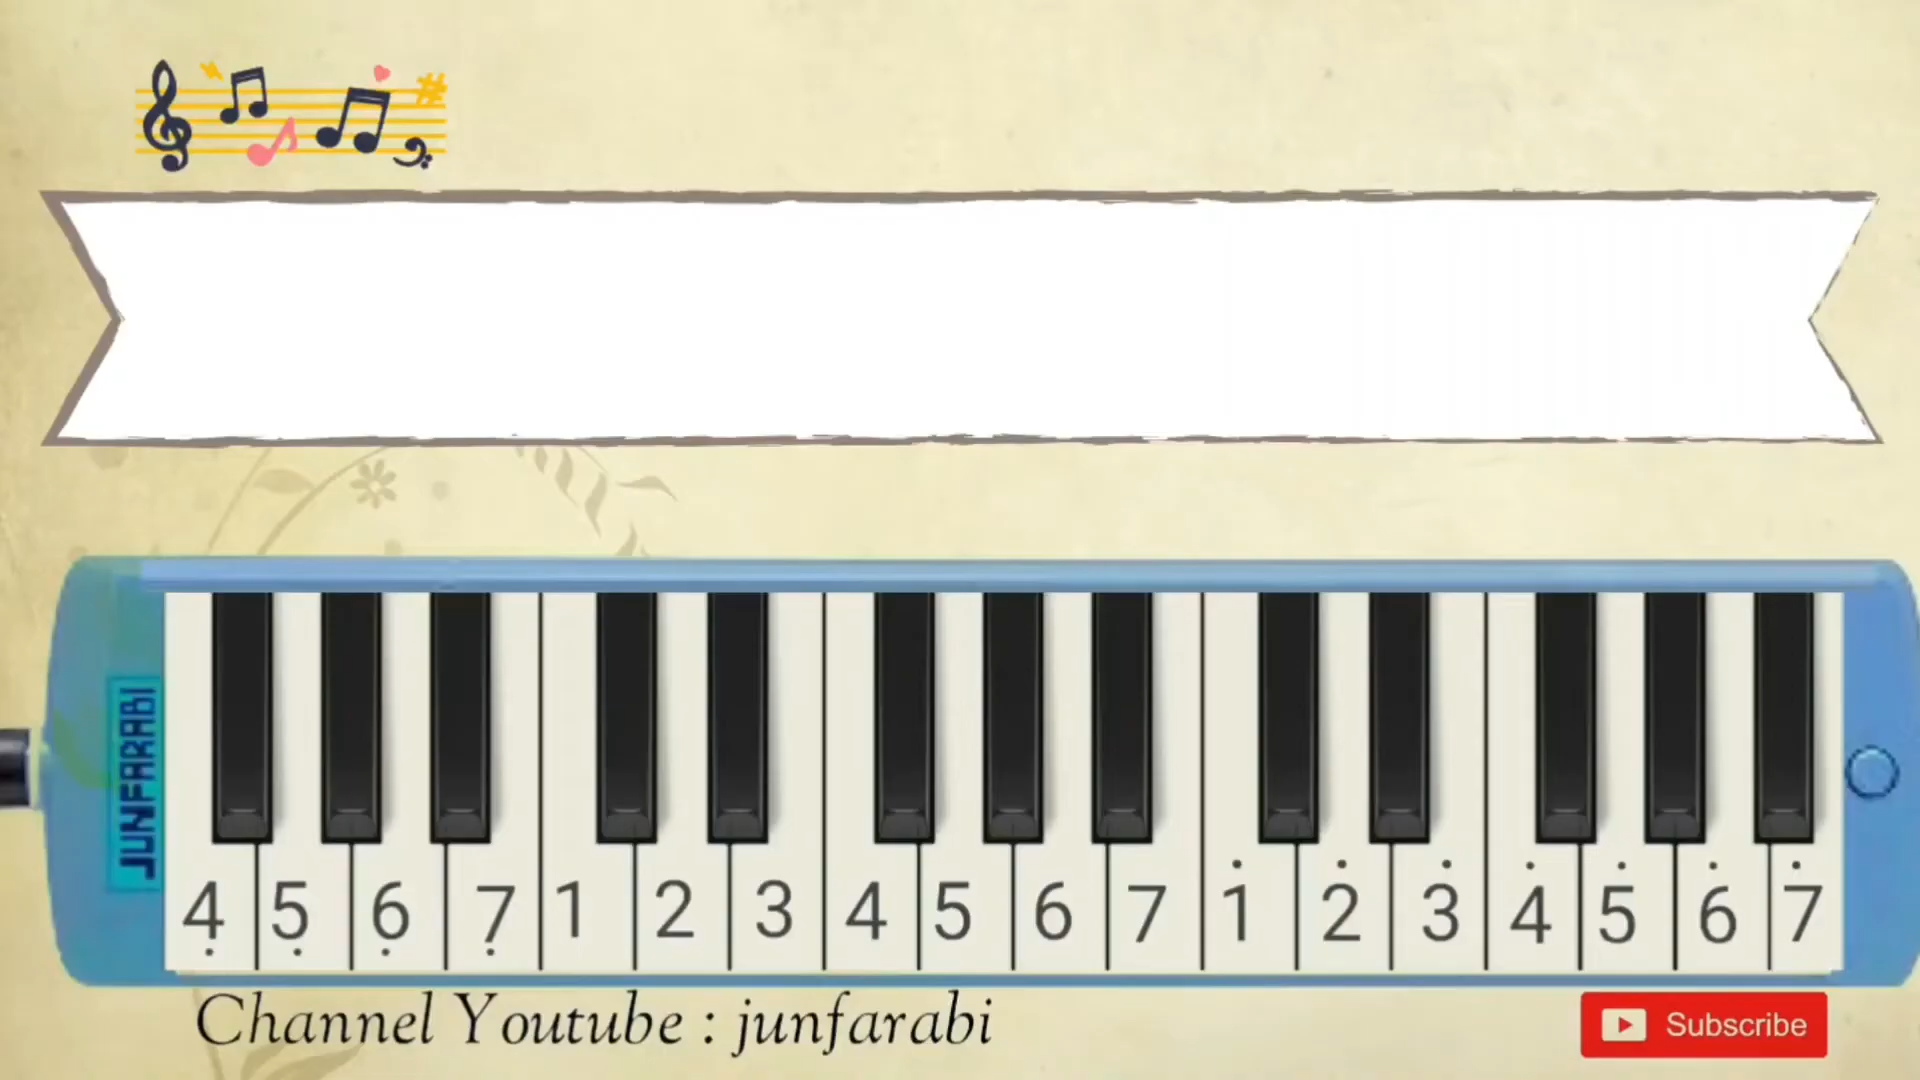 JUNFARABI
4̣ 5̣ 6̣ 7̣ 1 2 3 4 5 6 7 1̇ 2̇ 3̇ 4̇ 5̇ 6̇ 7̇
Channel Youtube : junfarabi
Subscribe